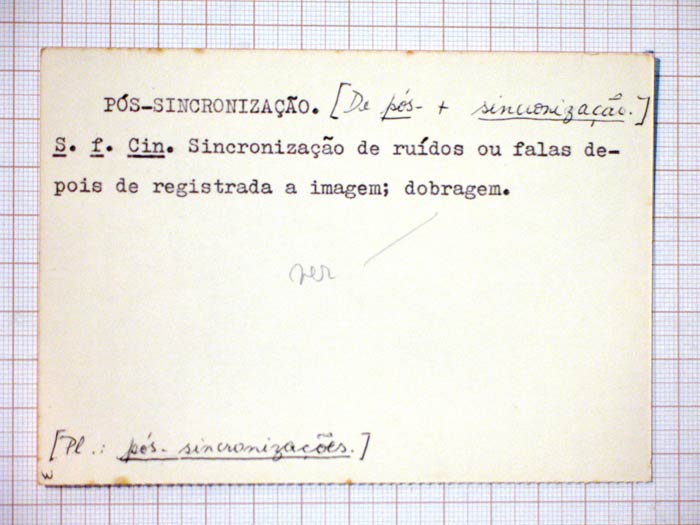 PÓS-SINCRONIZAÇÃO. [De pós- + sincronização.]
S. f. Cin. Sincronização de ruídos ou falas de-
pois de registrada a imagem; dobragem.
ver
[Pl.: pós-sincronizações.]
w